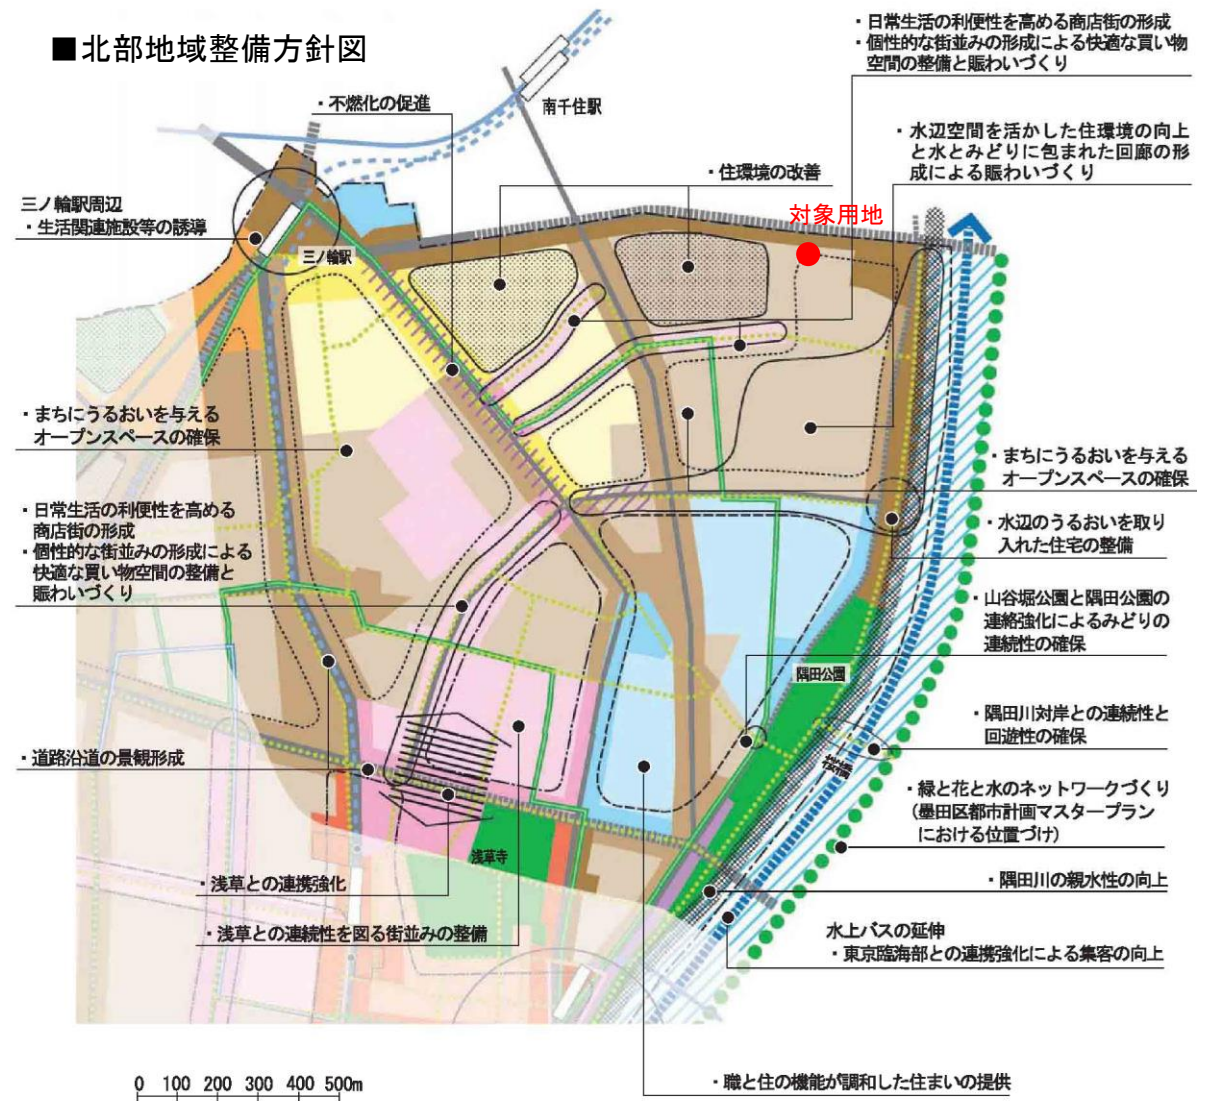 ■北部地域整備方針図
・日常生活の利便性を高める商店街の形成
・個性的な街並みの形成による快適な買い物
空間の整備と賑わいづくり
・不燃化の促進
南千住駅
・水辺空間を活かした住環境の向上
と水とみどりに包まれた回廊の形
成による賑わいづくり
・住環境の改善
三ノ輪駅周辺
・生活関連施設等の誘導
対象用地
三ノ輪駅
・まちにうるおいを与える
オープンスペースの確保
・まちにうるおいを与える
オープンスペースの確保
・日常生活の利便性を高める
商店街の形成
・個性的な街並みの形成による
快適な買い物空間の整備と
賑わいづくり
・水辺のうるおいを取り
入れた住宅の整備
・山谷堀公園と隅田公園の
連絡強化によるみどりの
連続性の確保
隅田公園
・隅田川対岸との連続性と
回遊性の確保
桜橋
・道路沿道の景観形成
・緑と花と水のネットワークづくり
(墨田区都市計画マスタープラン
における位置づけ)
浅草寺
・浅草との連携強化
・隅田川の親水性の向上
・浅草との連続性を図る街並みの整備
水上バスの延伸
・東京臨海部との連携強化による集客の向上
・職と住の機能が調和した住まいの提供
0 100 200 300 400 500m